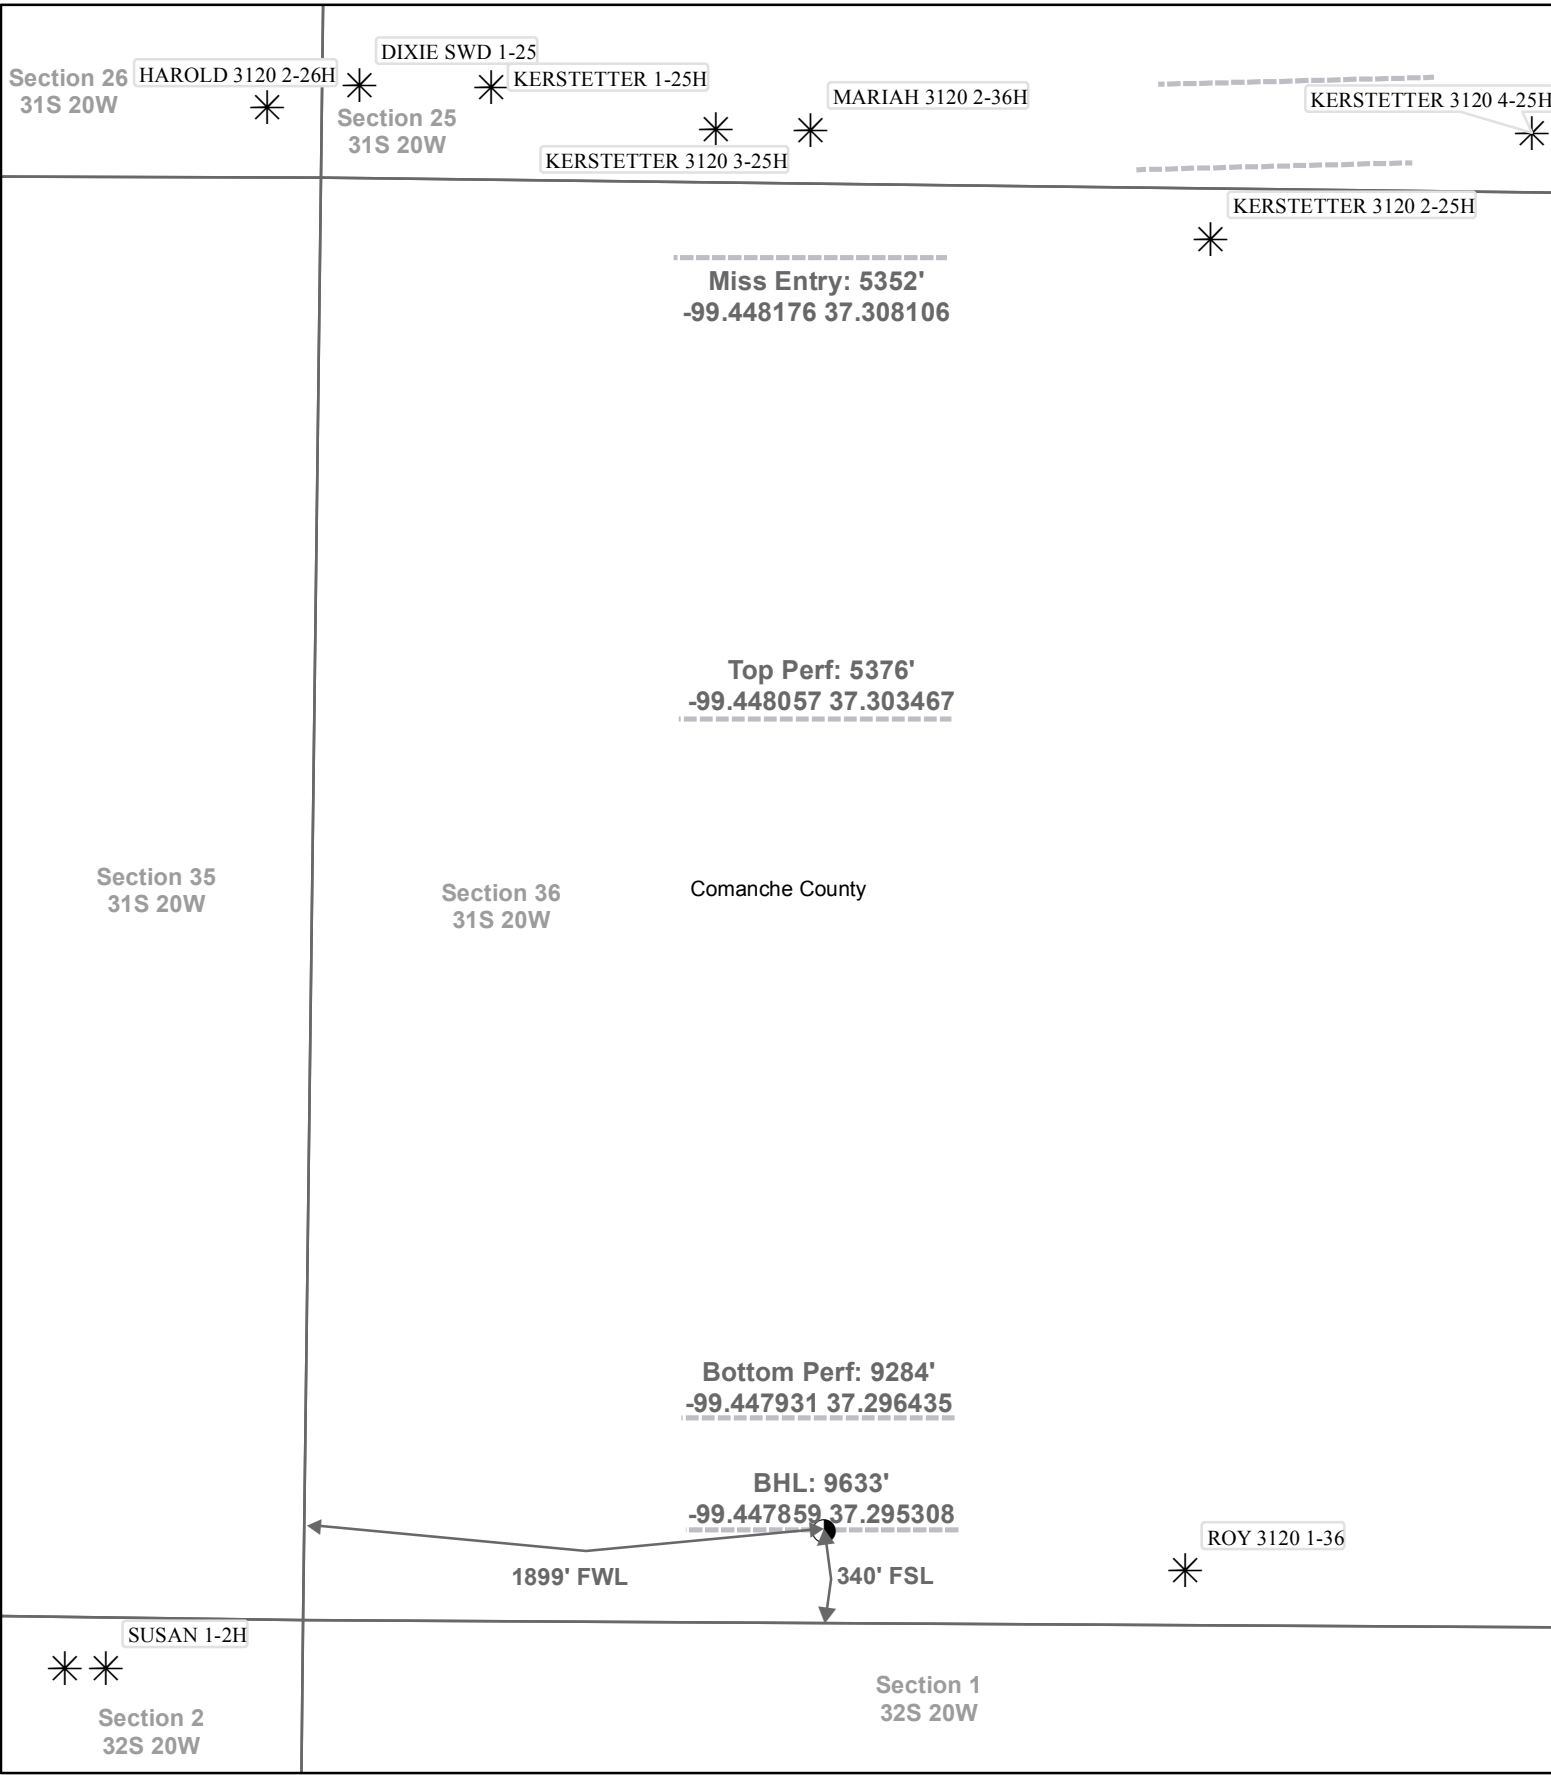 DIXIE SWD 1-25
Section 26
31S 20W
HAROLD 3120 2-26H
KERSTETTER 1-25H
MARIAH 3120 2-36H
KERSTETTER 3120 4-25H
Section 25
31S 20W
KERSTETTER 3120 3-25H
KERSTETTER 3120 2-25H
Miss Entry: 5352'
-99.448176 37.308106
Top Perf: 5376'
-99.448057 37.303467
Section 35
31S 20W
Section 36
31S 20W
Comanche County
Bottom Perf: 9284'
-99.447931 37.296435
BHL: 9633'
-99.447859 37.295308
ROY 3120 1-36
1899' FWL
340' FSL
SUSAN 1-2H
Section 2
32S 20W
Section 1
32S 20W